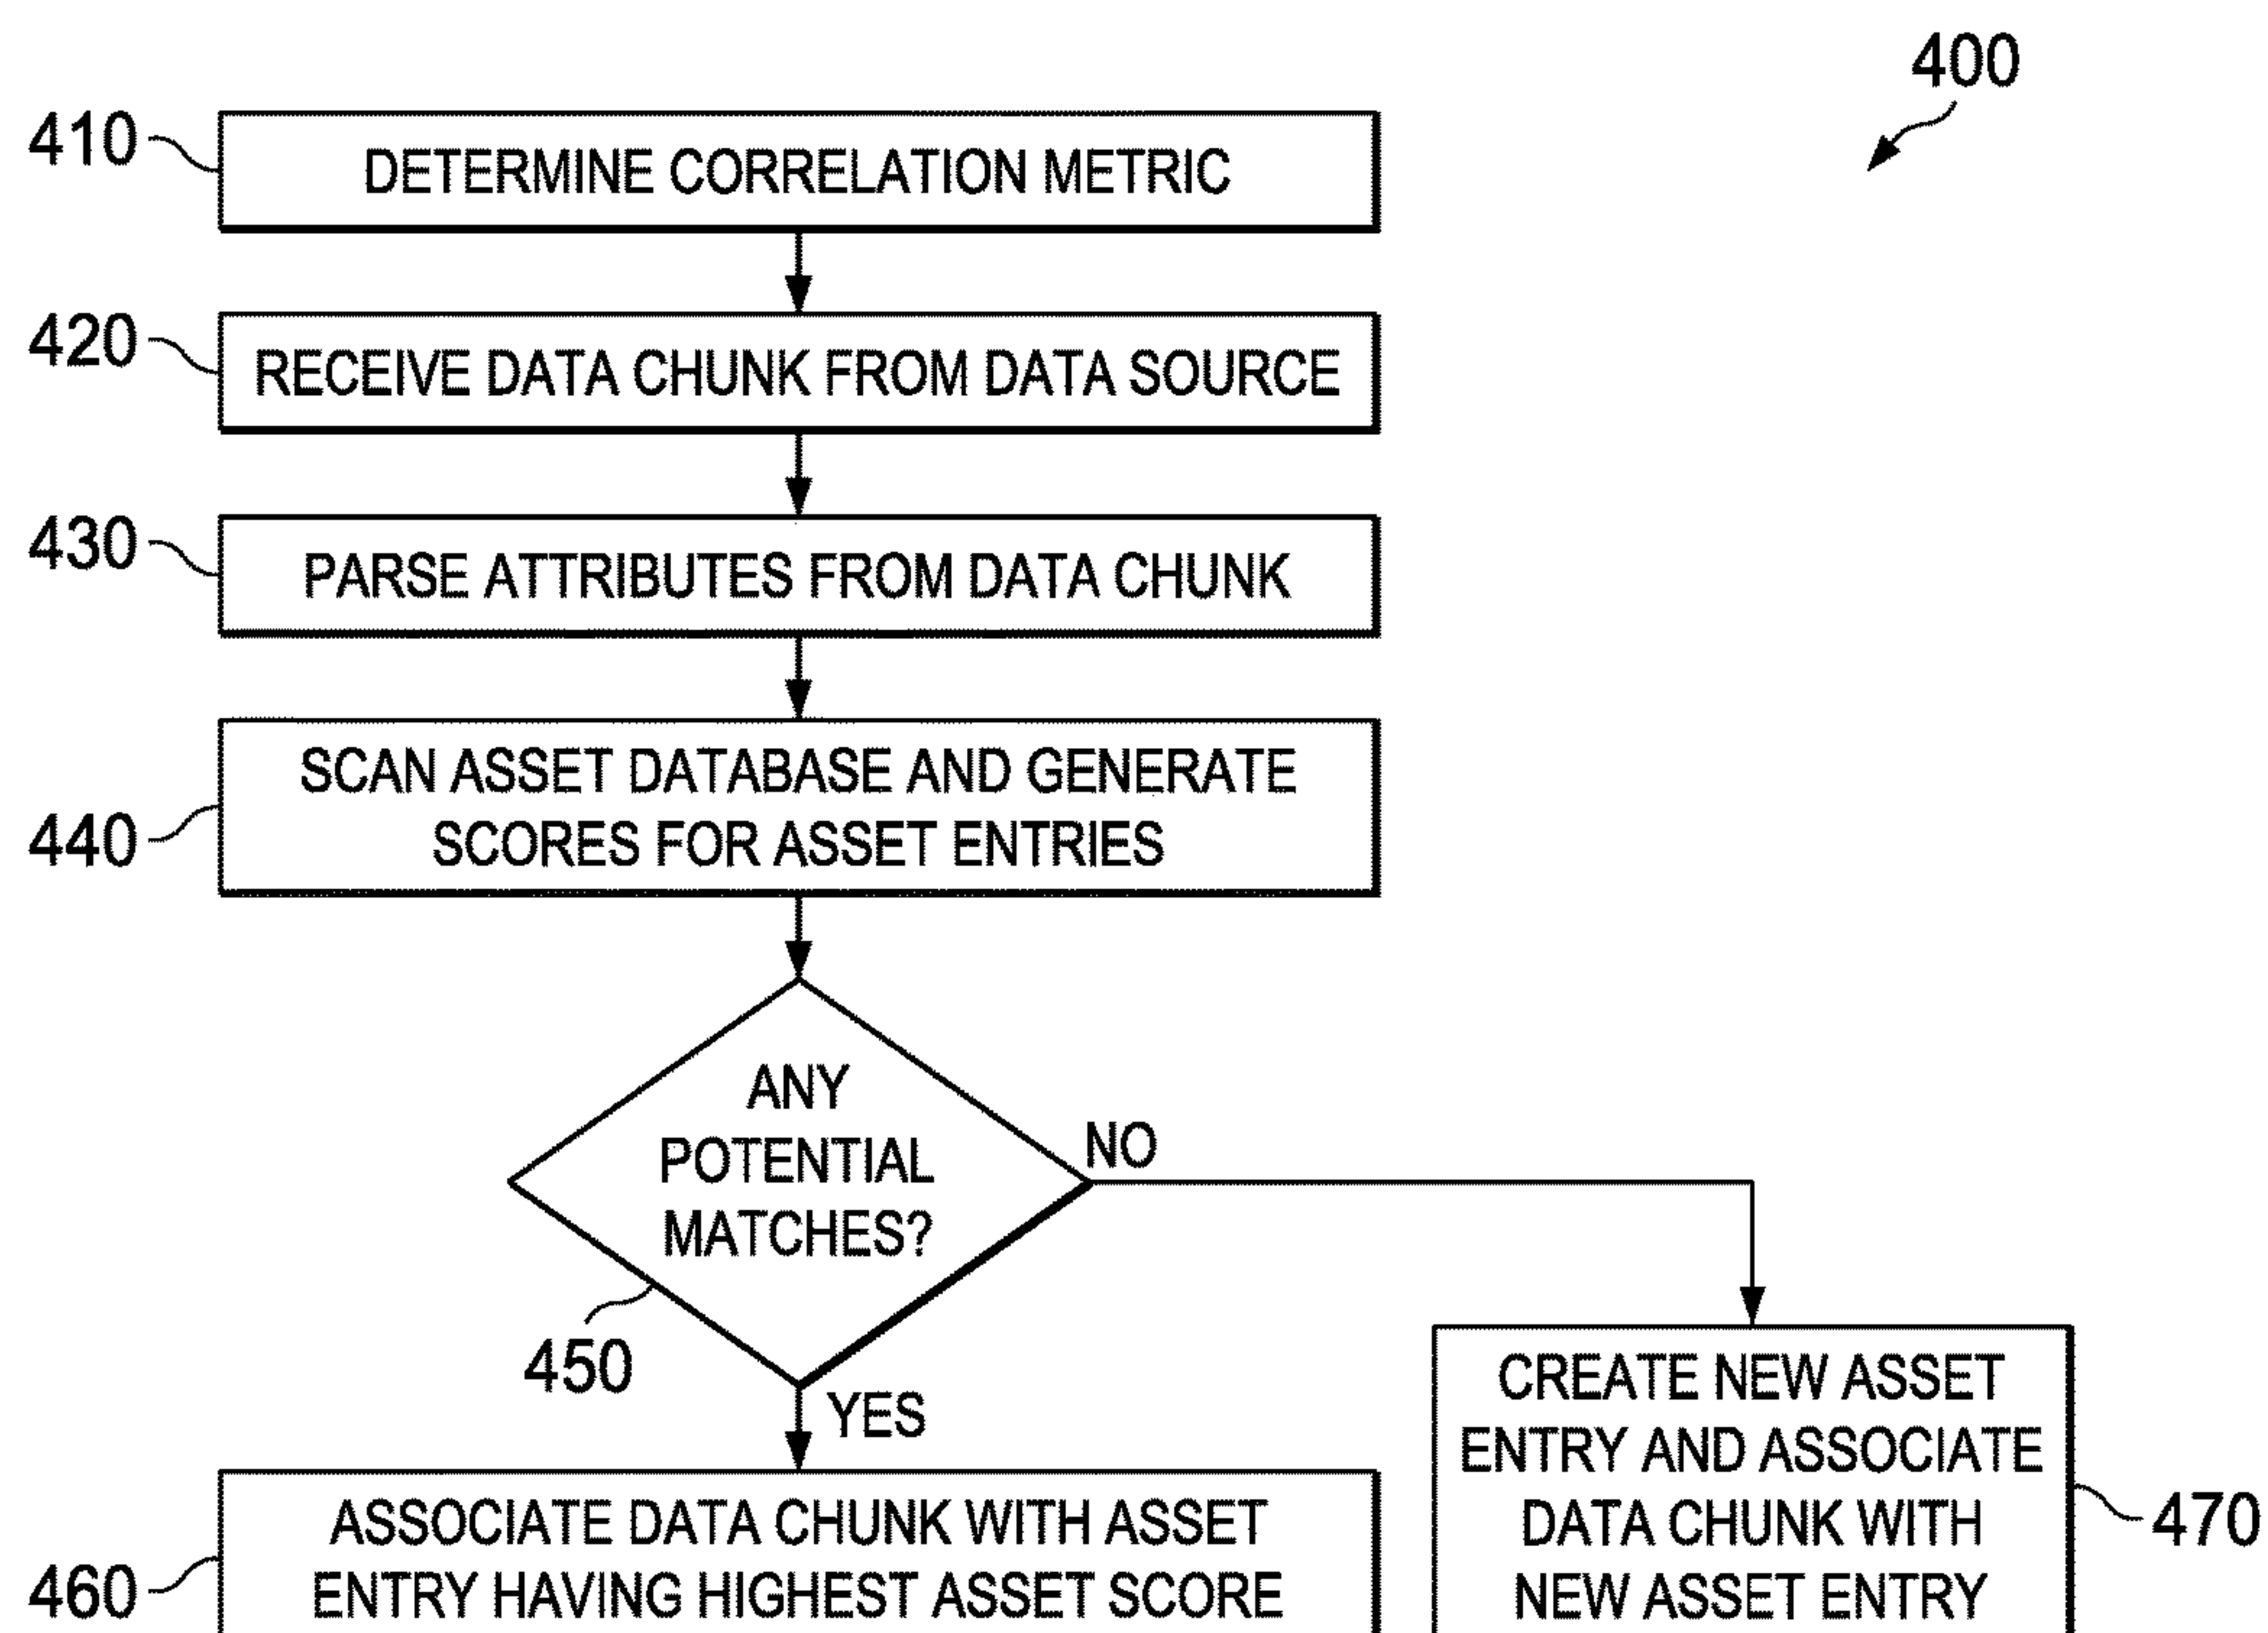 400
410
DETERMINE CORRELATION METRIC
420
RECEIVE DATA CHUNK FROM DATA SOURCE
430
PARSE ATTRIBUTES FROM DATA CHUNK
440
SCAN ASSET DATABASE AND GENERATE
SCORES FOR ASSET ENTRIES
ANY
POTENTIAL
MATCHES?
NO
450
YES
460
ASSOCIATE DATA CHUNK WITH ASSET
ENTRY HAVING HIGHEST ASSET SCORE
CREATE NEW ASSET
ENTRY AND ASSOCIATE
DATA CHUNK WITH
NEW ASSET ENTRY
470